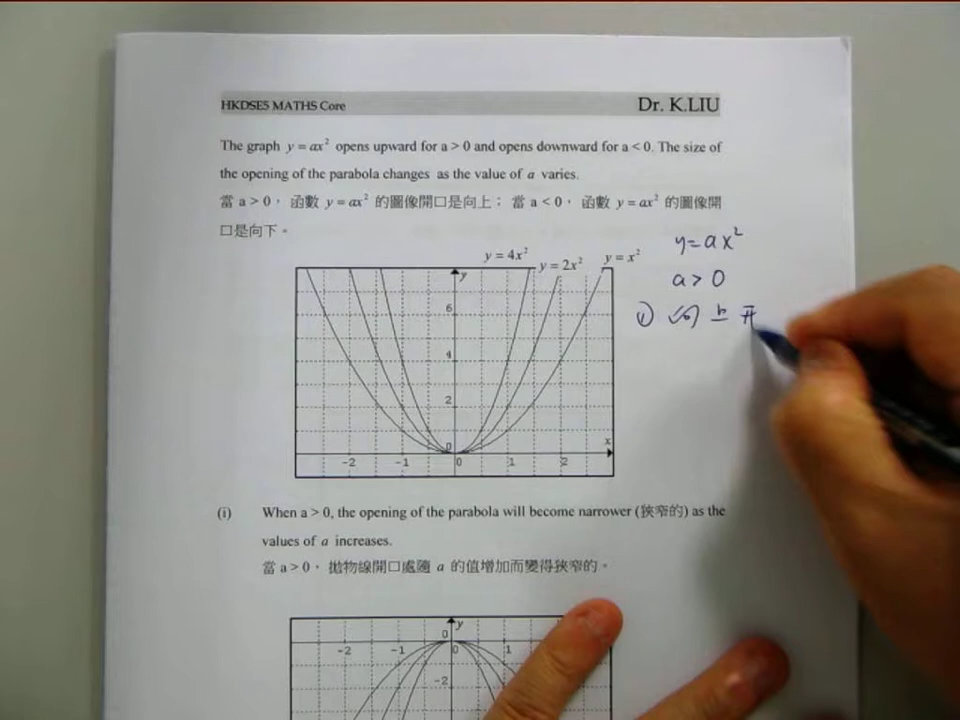 HKDSE5 MATHS Core Dr. K.LIU
The graph y = ax² opens upward for a > 0 and opens downward for a < 0. The size of
the opening of the parabola changes as the value of a varies.
當 a > 0， 函數 y = ax² 的圖像開口是向上； 當 a < 0， 函數 y = ax² 的圖像開
口是向下。
y = 4x² y = 2x² y = x²
y = ax²
a > 0
① 向上开
y
6
4
2
0
x
-2 -1 0 1 2
(i) When a > 0, the opening of the parabola will become narrower (狹窄的) as the
values of a increases.
當 a > 0， 拋物線開口處隨 a 的值增加而變得狹窄的。
y
0
-2 -1 0 1
-2